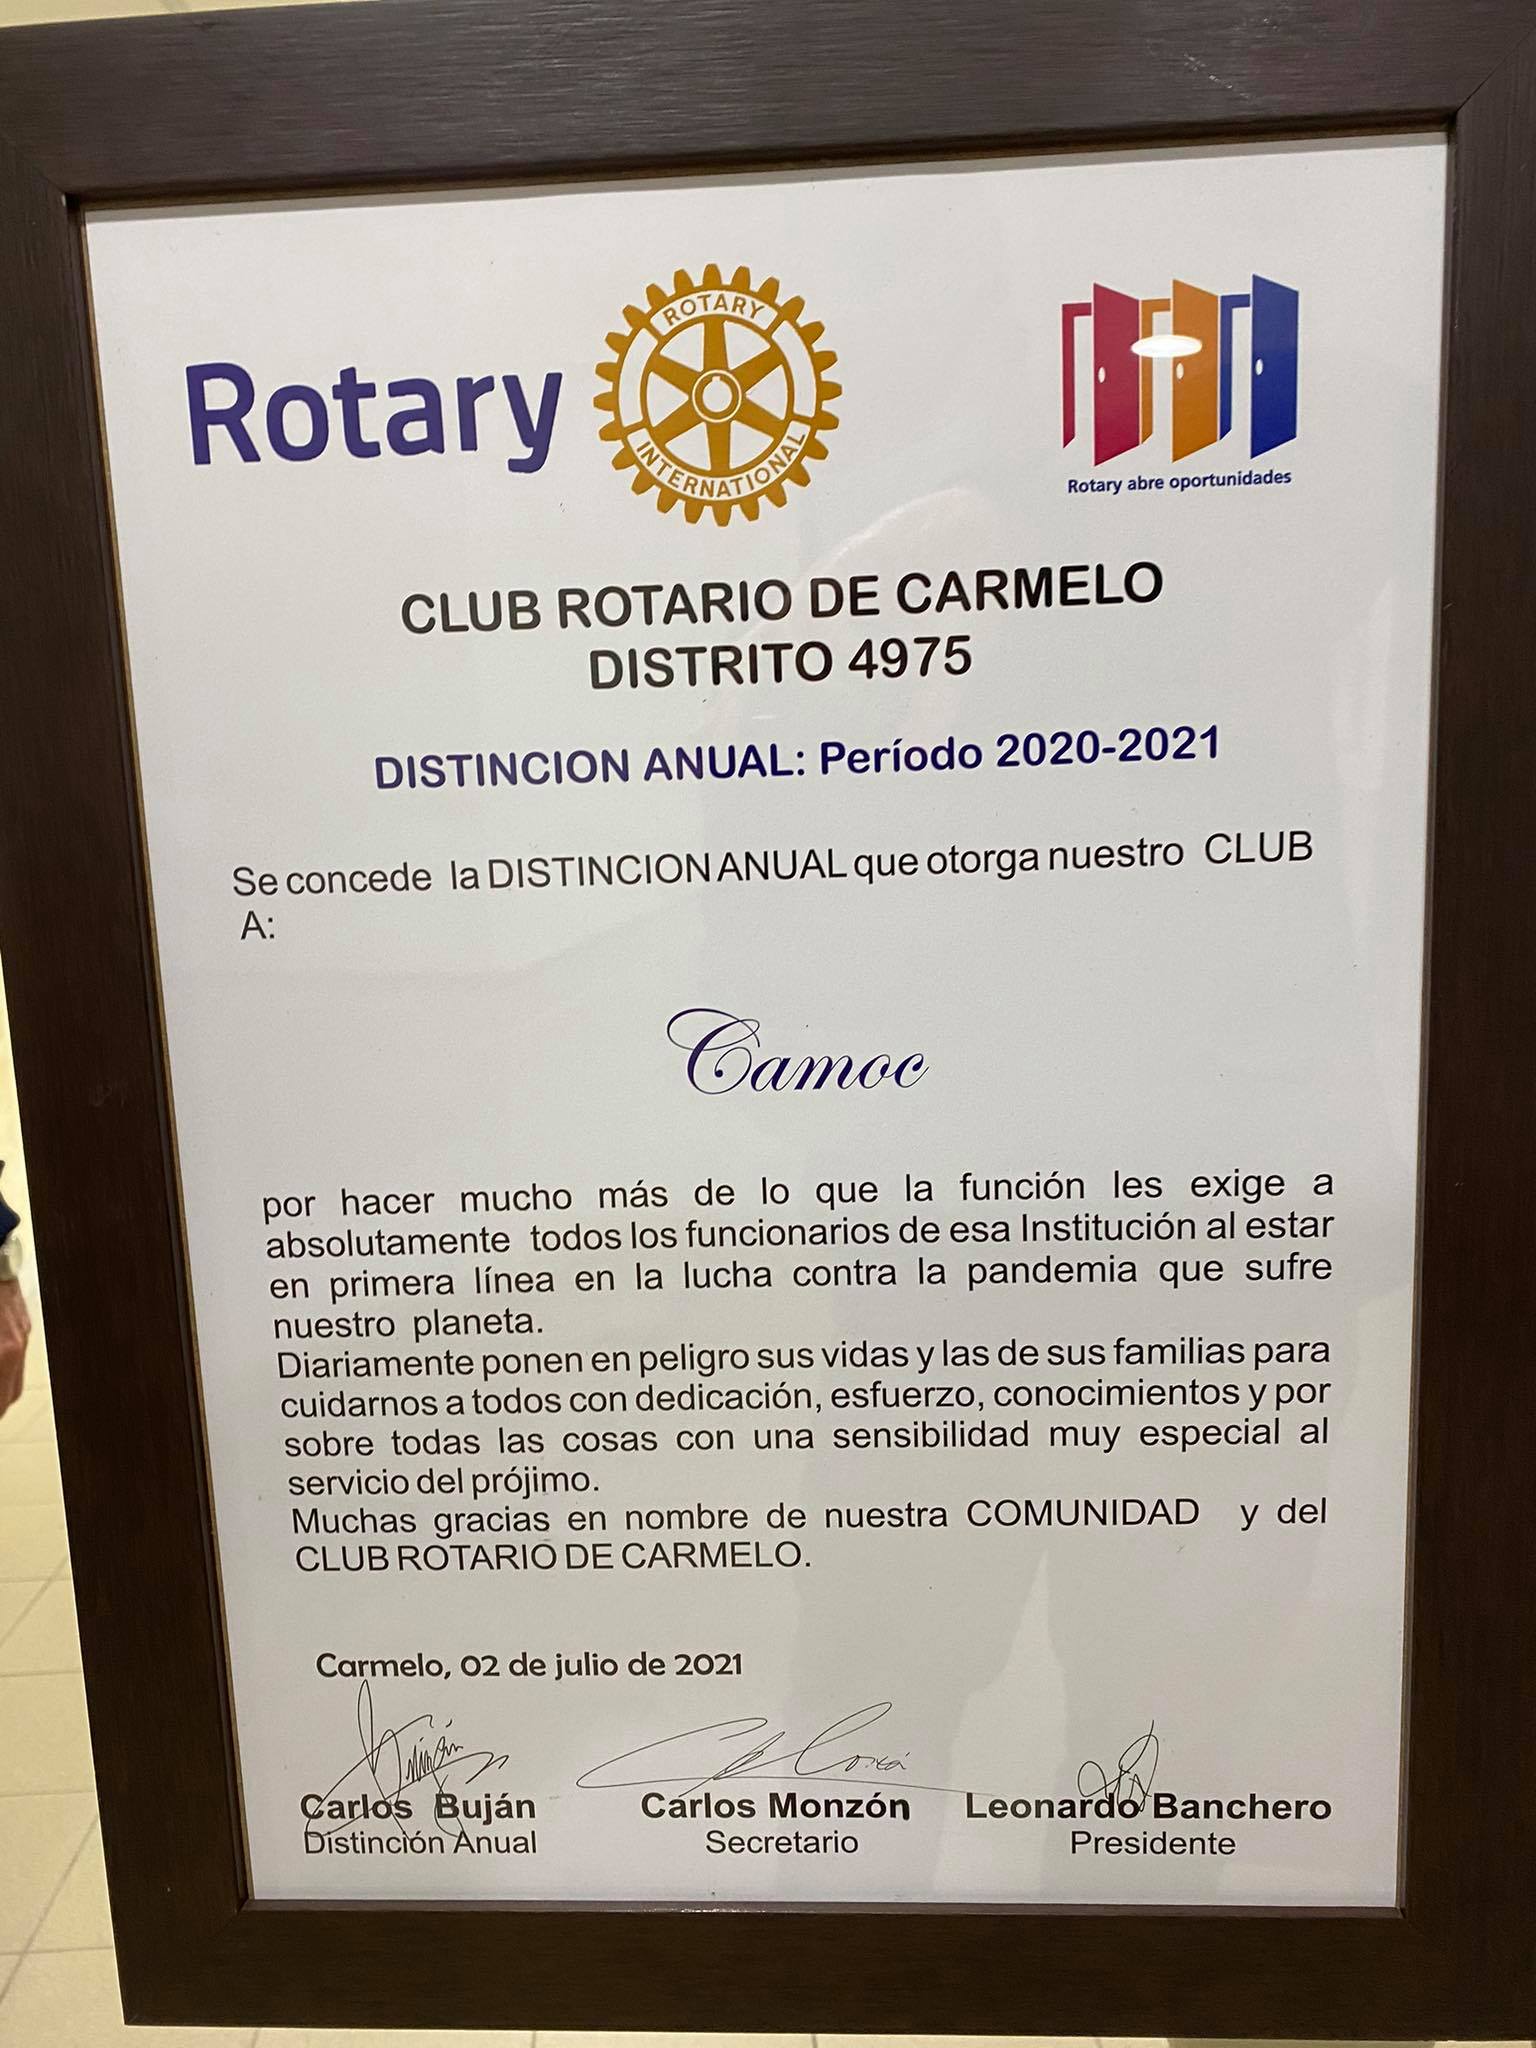 Rotary
ROTARY
INTERNATIONAL
Rotary abre oportunidades
CLUB ROTARIO DE CARMELO
DISTRITO 4975
DISTINCION ANUAL: Período 2020-2021
Se concede la DISTINCION ANUAL que otorga nuestro CLUB
A:
Camoc
por hacer mucho más de lo que la función les exige a
absolutamente todos los funcionarios de esa Institución al estar
en primera línea en la lucha contra la pandemia que sufre
nuestro planeta.
Diariamente ponen en peligro sus vidas y las de sus familias para
cuidarnos a todos con dedicación, esfuerzo, conocimientos y por
sobre todas las cosas con una sensibilidad muy especial al
servicio del prójimo.
Muchas gracias en nombre de nuestra COMUNIDAD y del
CLUB ROTARIO DE CARMELO.
Carmelo, 02 de julio de 2021
Carlos Buján Carlos Monzón Leonardo Banchero
Distinción Anual Secretario Presidente